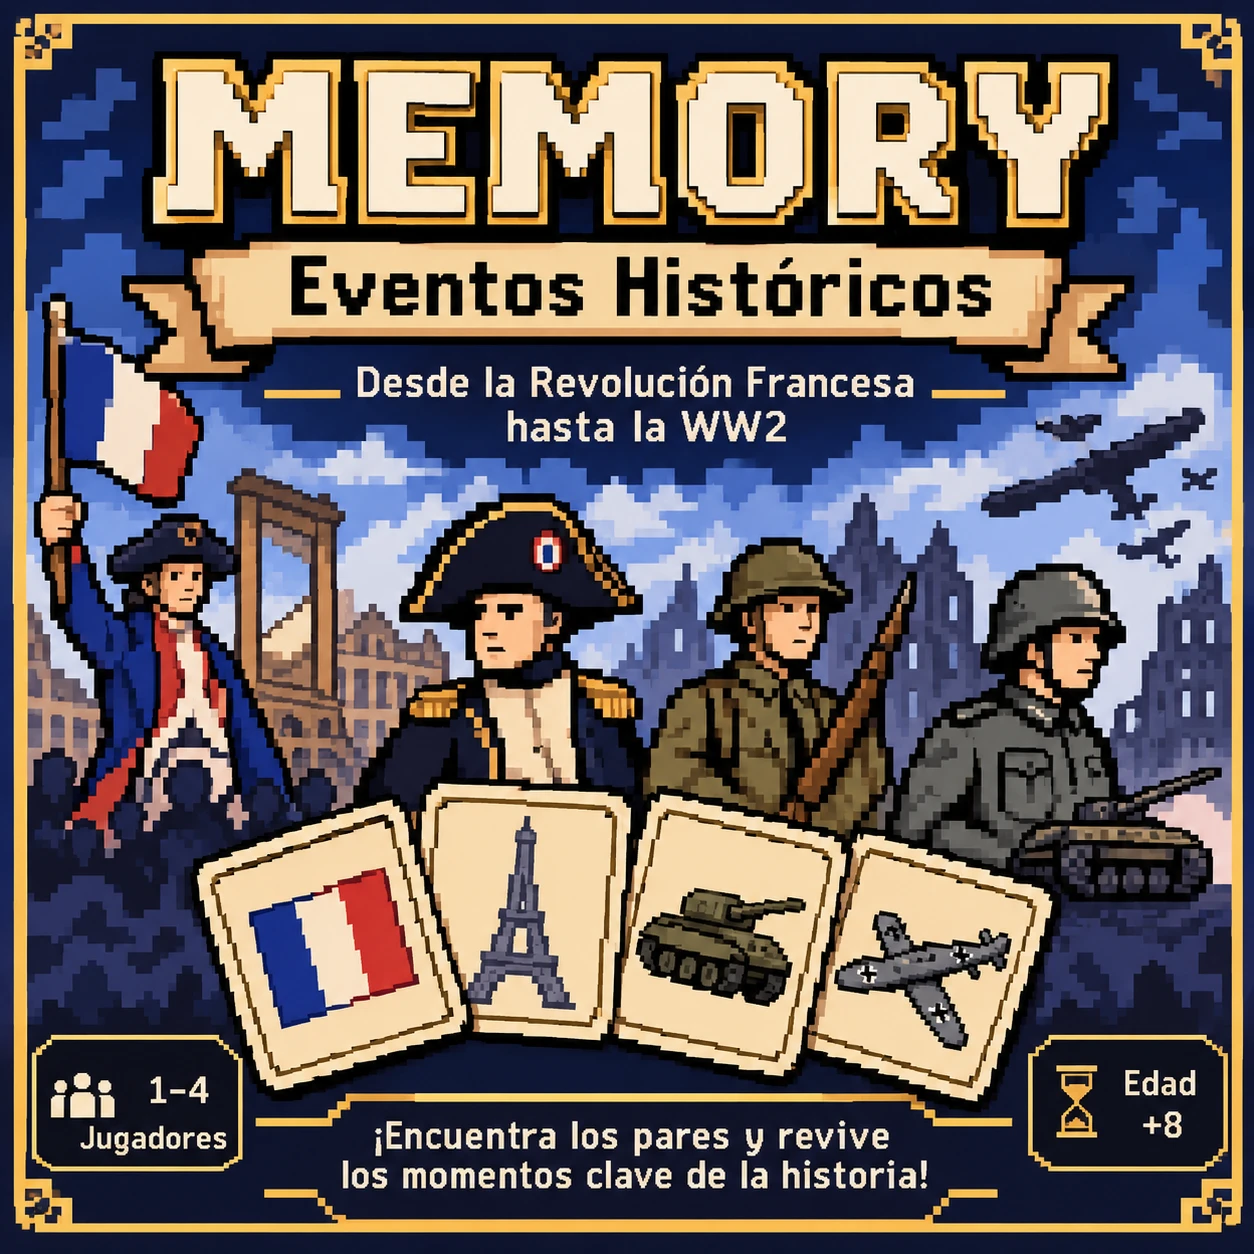 MEMORY
Eventos Históricos
Desde la Revolución Francesa
hasta la WW2
1-4
Jugadores
Edad
+8
¡Encuentra los pares y revive
los momentos clave de la historia!